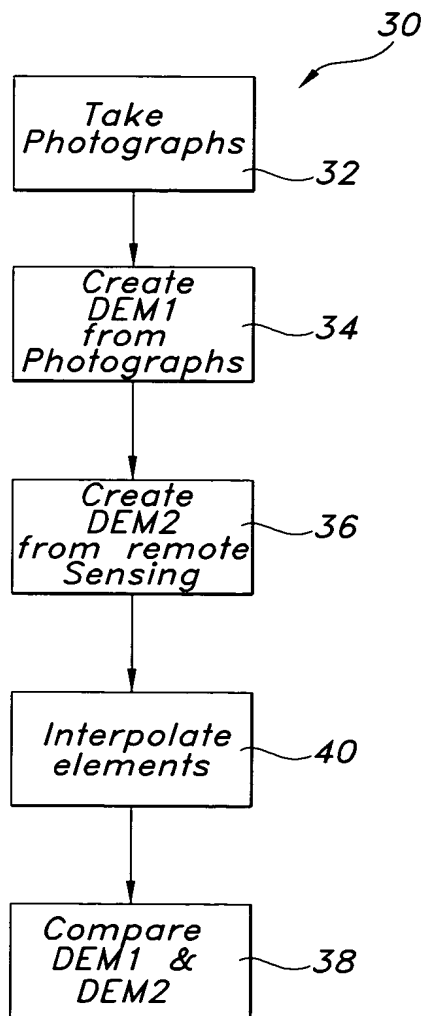 30
Take
Photographs
32
Create
DEM1
from
Photographs
34
Create
DEM2
from remote
Sensing
36
Interpolate
elements
40
Compare
DEM1 &
DEM2
38